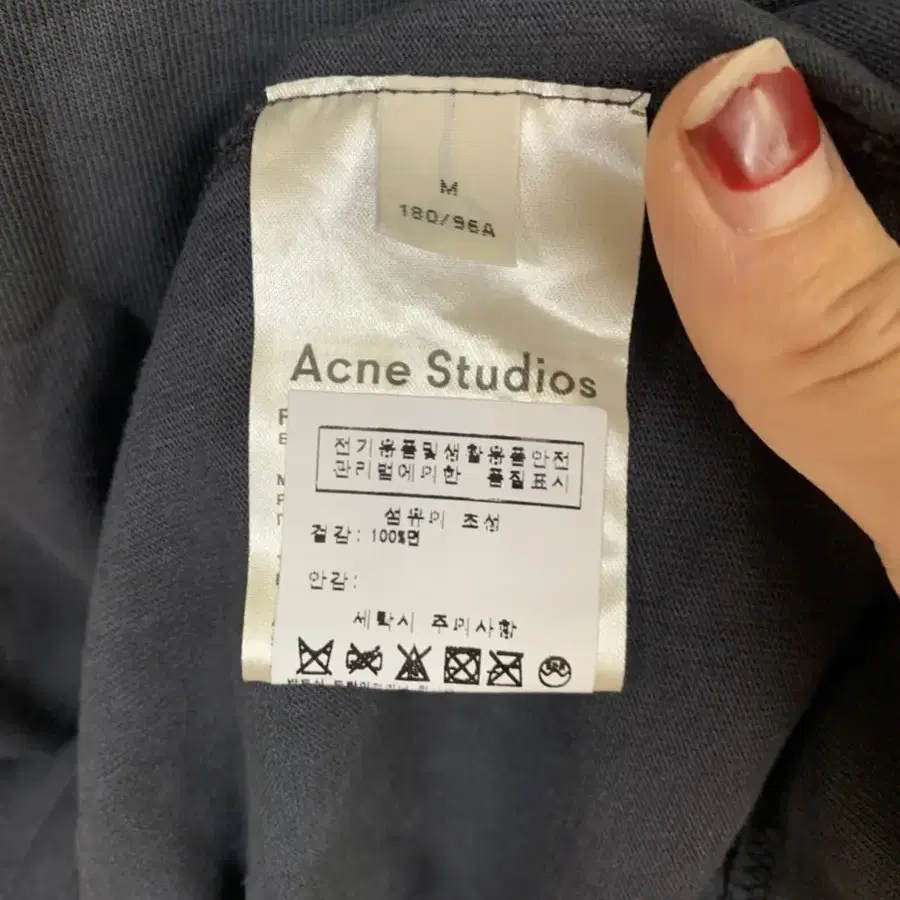 M
180/96A
Acne Studios
전기용품및생활용품안전
관리법에의한 품질표시
섬유의 조성
겉감: 100%면
안감:
세탁시 주의사항